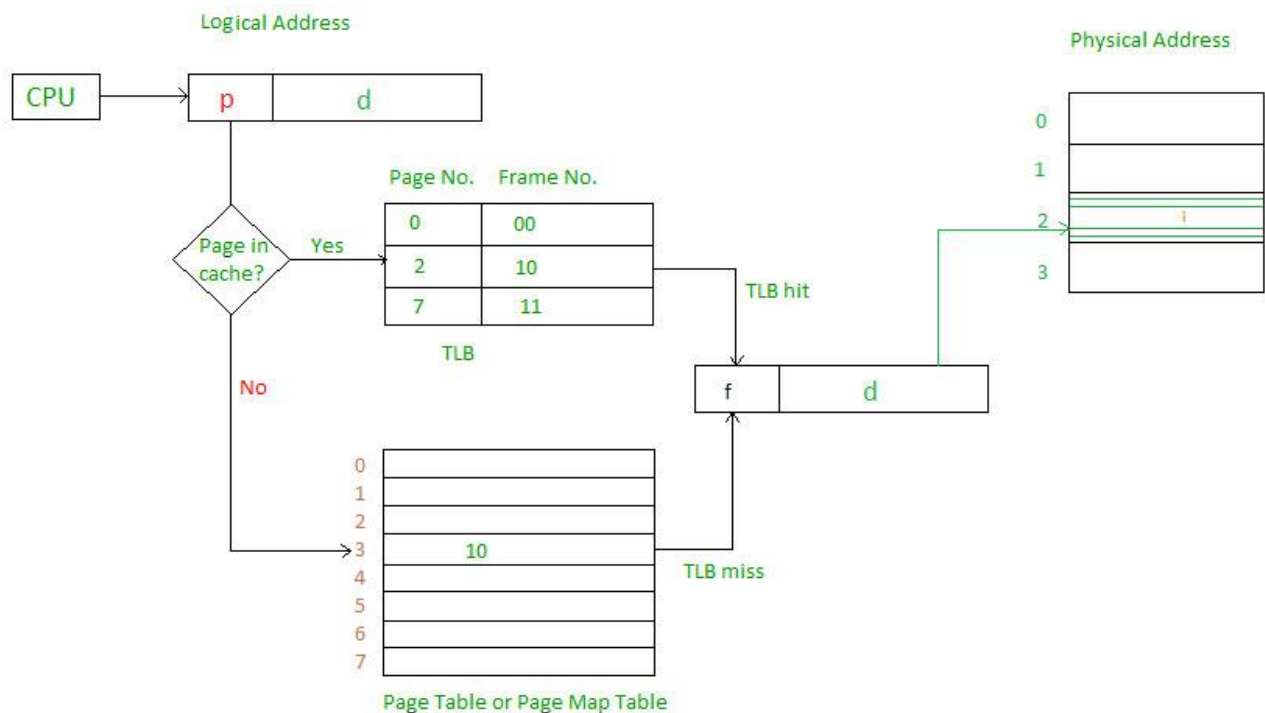 Logical Address
Physical Address
CPU
p d
0
1
2 i
3
Page No. Frame No.
0 00
2 10
7 11
TLB
Page in
cache?
Yes
No
TLB hit
f d
TLB miss
0
1
2
3 10
4
5
6
7
Page Table or Page Map Table